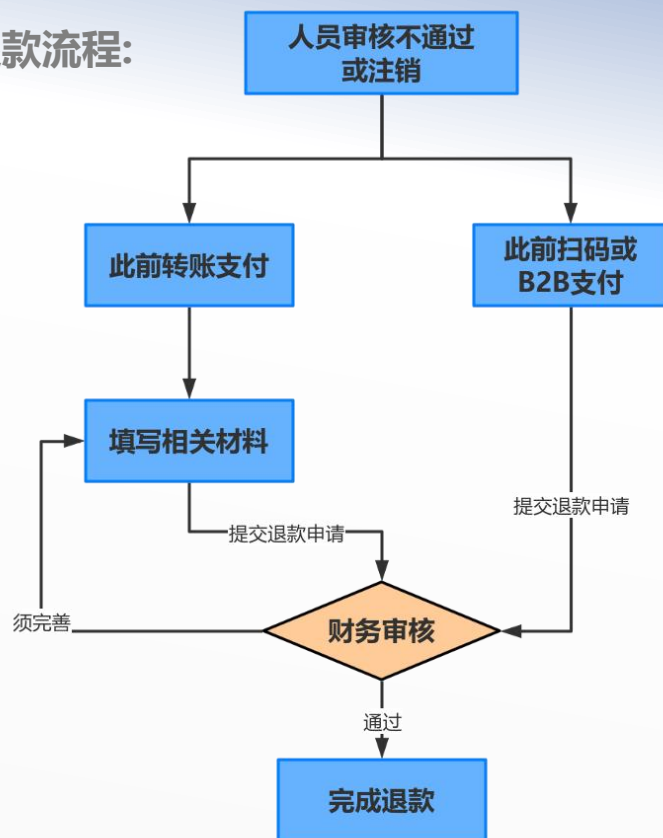 款流程:
人员审核不通过
或注销
此前转账支付
此前扫码或
B2B支付
填写相关材料
提交退款申请
提交退款申请
须完善
财务审核
通过
完成退款